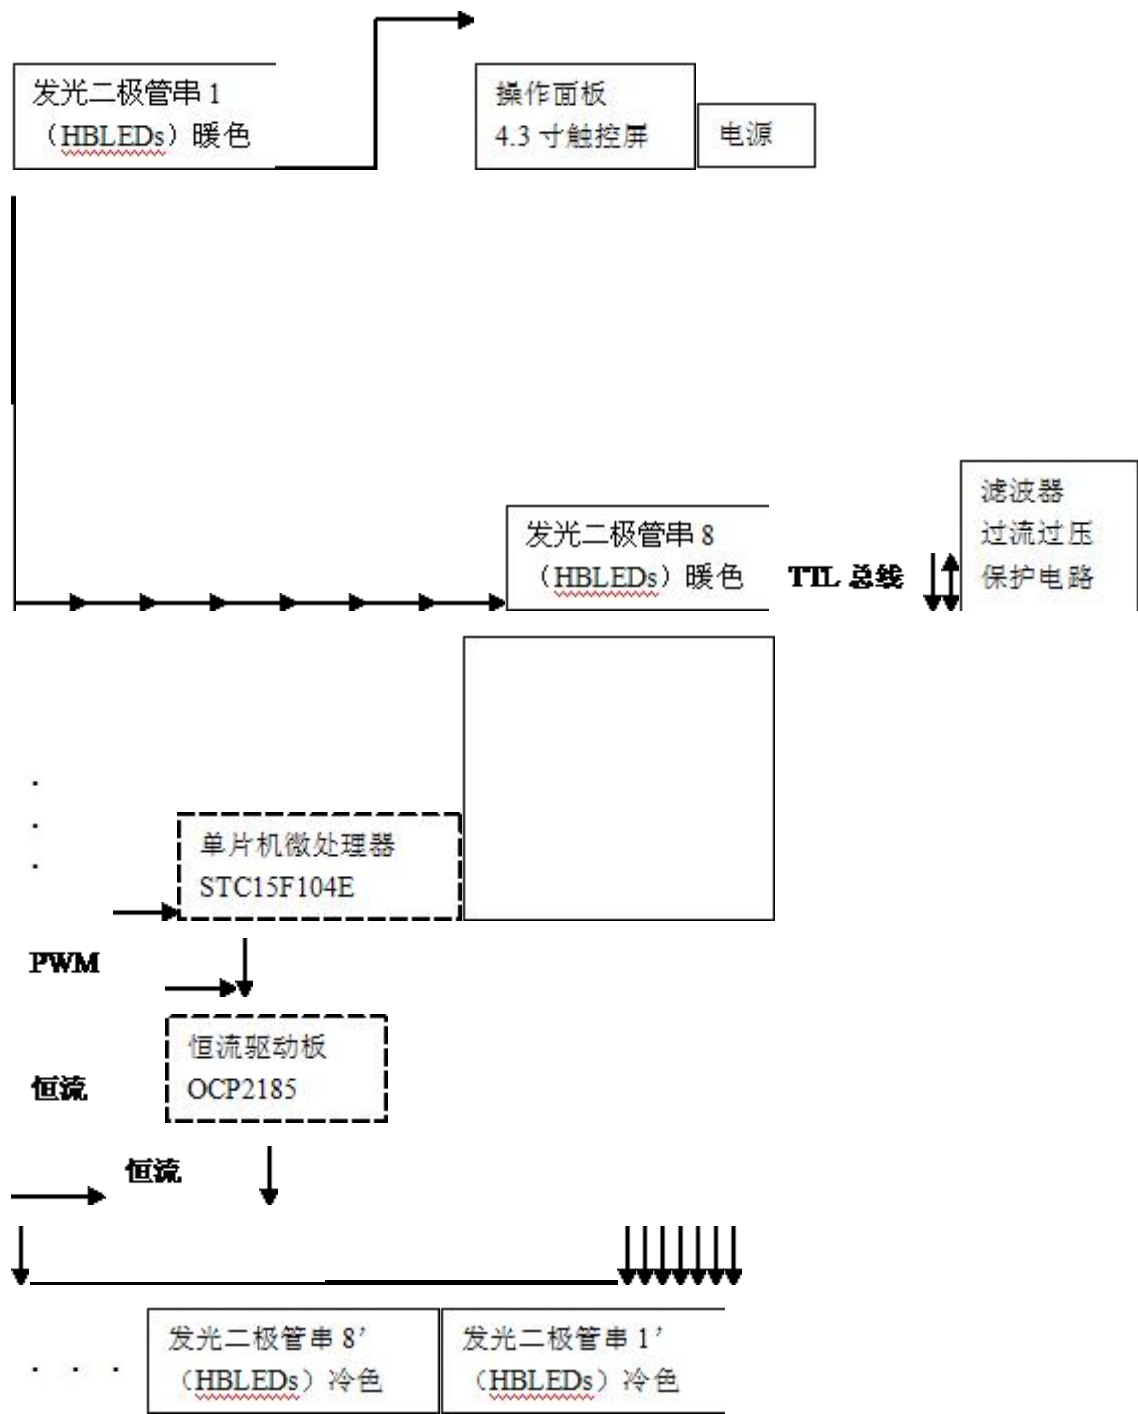 发光二极管串 1
（HBLEDs）暖色
操作面板
4.3 寸触控屏
电源
发光二极管串 8
（HBLEDs）暖色
TTL 总线
滤波器
过流过压
保护电路
.
.
.
单片机微处理器
STC15F104E
PWM
恒流驱动板
OCP2185
恒流
恒流
. . .
发光二极管串 8’
（HBLEDs）冷色
发光二极管串 1’
（HBLEDs）冷色